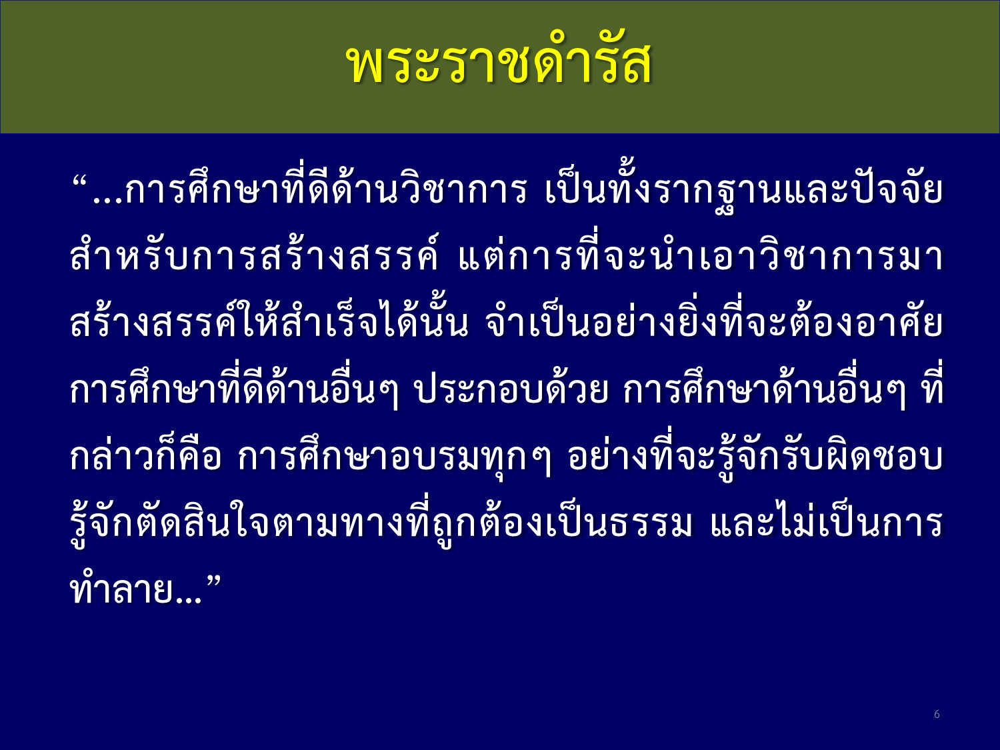 พระราชดำรัส
“...การศึกษาที่ดีด้านวิชาการ เป็นทั้งรากฐานและปัจจัย
สำหรับการสร้างสรรค์ แต่การที่จะนำเอาวิชาการมา
สร้างสรรค์ให้สำเร็จได้นั้น จำเป็นอย่างยิ่งที่จะต้องอาศัย
การศึกษาที่ดีด้านอื่นๆ ประกอบด้วย การศึกษาด้านอื่นๆ ที่
กล่าวก็คือ การศึกษาอบรมทุกๆ อย่างที่จะรู้จักรับผิดชอบ
รู้จักตัดสินใจตามทางที่ถูกต้องเป็นธรรม และไม่เป็นการ
ทำลาย...”
6